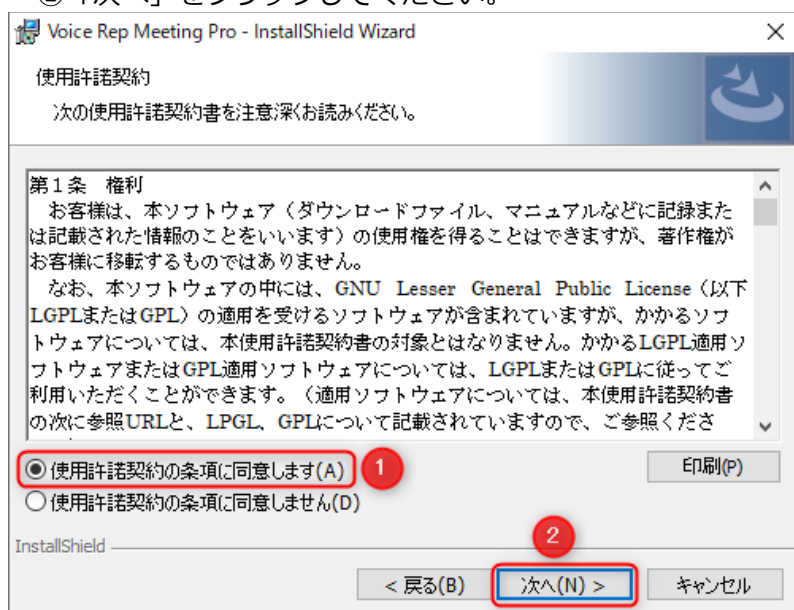 ②「次へ」をクリックしてください。
Voice Rep Meeting Pro - InstallShield Wizard
使用許諾契約
次の使用許諾契約書を注意深くお読みください。
第1条　権利
　お客様は、本ソフトウェア（ダウンロードファイル、マニュアルなどに記録また
は記載された情報のことをいいます）の使用権を得ることはできますが、著作権が
お客様に移転するものではありません。
　なお、本ソフトウェアの中には、GNU Lesser General Public License（以下
LGPLまたはGPL）の適用を受けるソフトウェアが含まれていますが、かかるソフ
トウェアについては、本使用許諾契約書の対象とはなりません。かかるLGPL適用ソ
フトウェアまたはGPL適用ソフトウェアについては、LGPLまたはGPLに従ってご
利用いただくことができます。（適用ソフトウェアについては、本使用許諾契約書
の次に参照URLと、LPGL、GPLについて記載されていますので、ご参照くださ
使用許諾契約の条項に同意します(A) 1
印刷(P)
使用許諾契約の条項に同意しません(D)
InstallShield
2
< 戻る(B) 次へ(N) > キャンセル